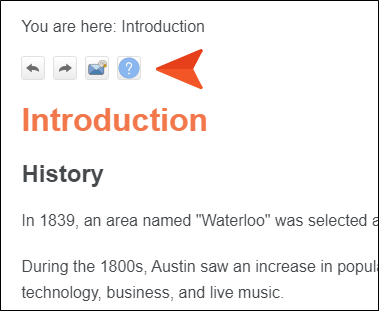 You are here: Introduction
?
Introduction
History
In 1839, an area named "Waterloo" was selected
During the 1800s, Austin saw an increase in
technology, business, and live music.